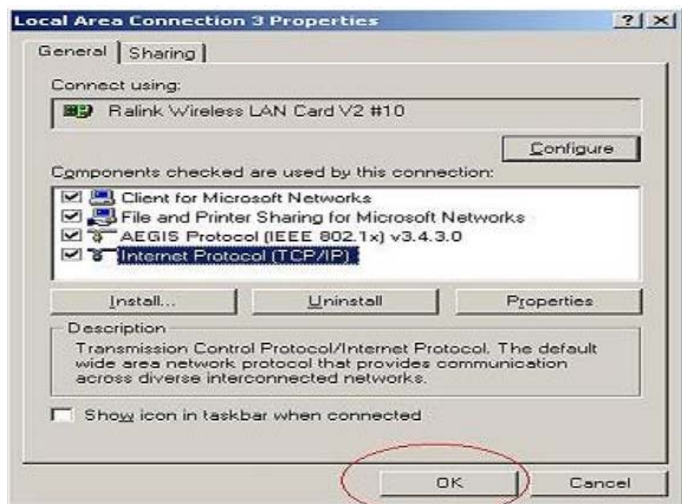 Local Area Connection 3 Properties
General
Sharing
Connect using:
Ralink Wireless LAN Card V2 #10
Configure
Components checked are used by this connection:
Client for Microsoft Networks
File and Printer Sharing for Microsoft Networks
AEGIS Protocol (IEEE 802.1x) v3.4.3.0
Internet Protocol (TCP/IP)
Install...
Uninstall
Properties
Description
Transmission Control Protocol/Internet Protocol. The default
wide area network protocol that provides communication
across diverse interconnected networks.
Show icon in taskbar when connected
OK
Cancel